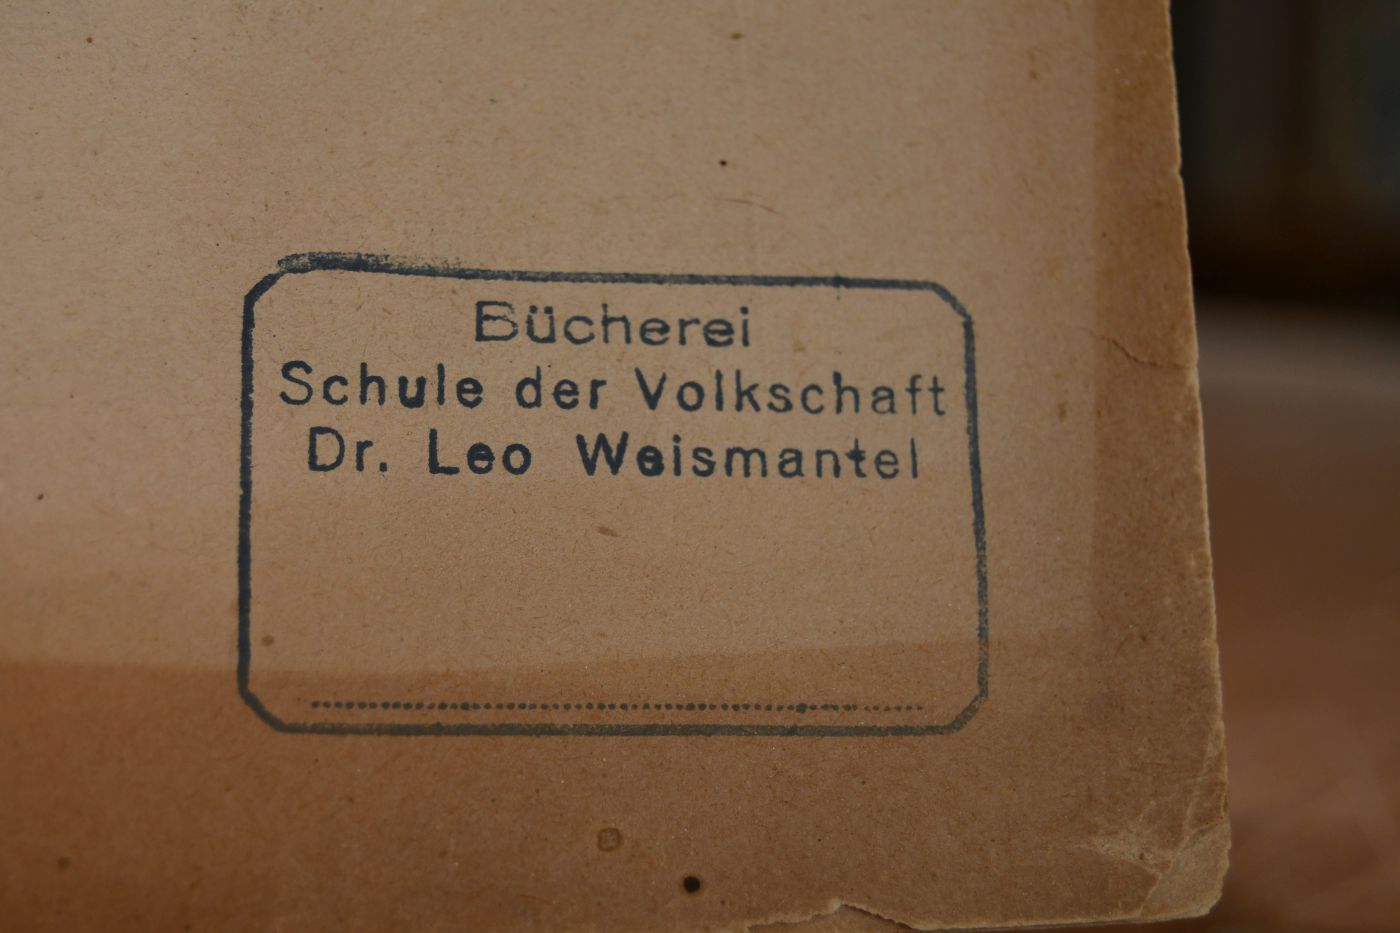 Bücherei
Schule der Volkschaft
Dr. Leo Weismantel